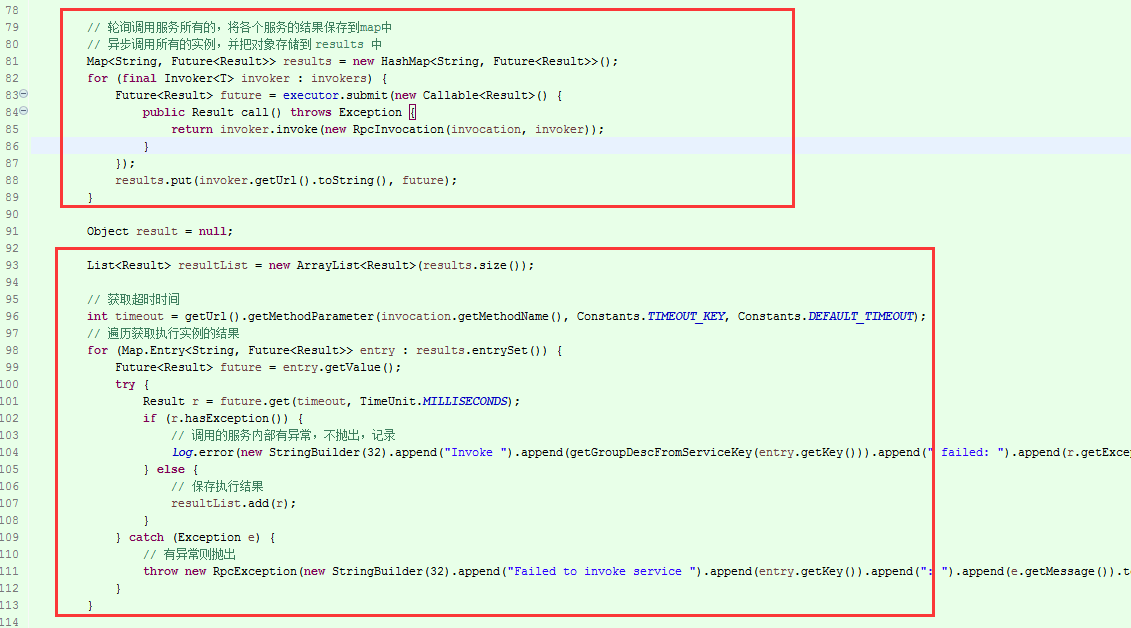 78
79 // 轮询调用服务所有的，将各个服务的结果保存到map中
80 // 异步调用所有的实例，并把对象存储到 results 中
81 Map<String, Future<Result>> results = new HashMap<String, Future<Result>>();
82 for (final Invoker<T> invoker : invokers) {
83 Future<Result> future = executor.submit(new Callable<Result>() {
84 public Result call() throws Exception {
85 return invoker.invoke(new RpcInvocation(invocation, invoker));
86 }
87 });
88 results.put(invoker.getUrl().toString(), future);
89 }
90
91 Object result = null;
92
93 List<Result> resultList = new ArrayList<Result>(results.size());
94
95 // 获取超时时间
96 int timeout = getUrl().getMethodParameter(invocation.getMethodName(), Constants.TIMEOUT_KEY, Constants.DEFAULT_TIMEOUT);
97 // 遍历获取执行实例的结果
98 for (Map.Entry<String, Future<Result>> entry : results.entrySet()) {
99 Future<Result> future = entry.getValue();
100 try {
101 Result r = future.get(timeout, TimeUnit.MILLISECONDS);
102 if (r.hasException()) {
103 // 调用的服务内部有异常，不抛出，记录
104 log.error(new StringBuilder(32).append("Invoke ").append(getGroupDescFromServiceKey(entry.getKey())).append(" failed: ").append(r.getExce
105 } else {
106 // 保存执行结果
107 resultList.add(r);
108 }
109 } catch (Exception e) {
110 // 有异常则抛出
111 throw new RpcException(new StringBuilder(32).append("Failed to invoke service ").append(entry.getKey()).append(": ").append(e.getMessage()).t
112 }
113 }
114